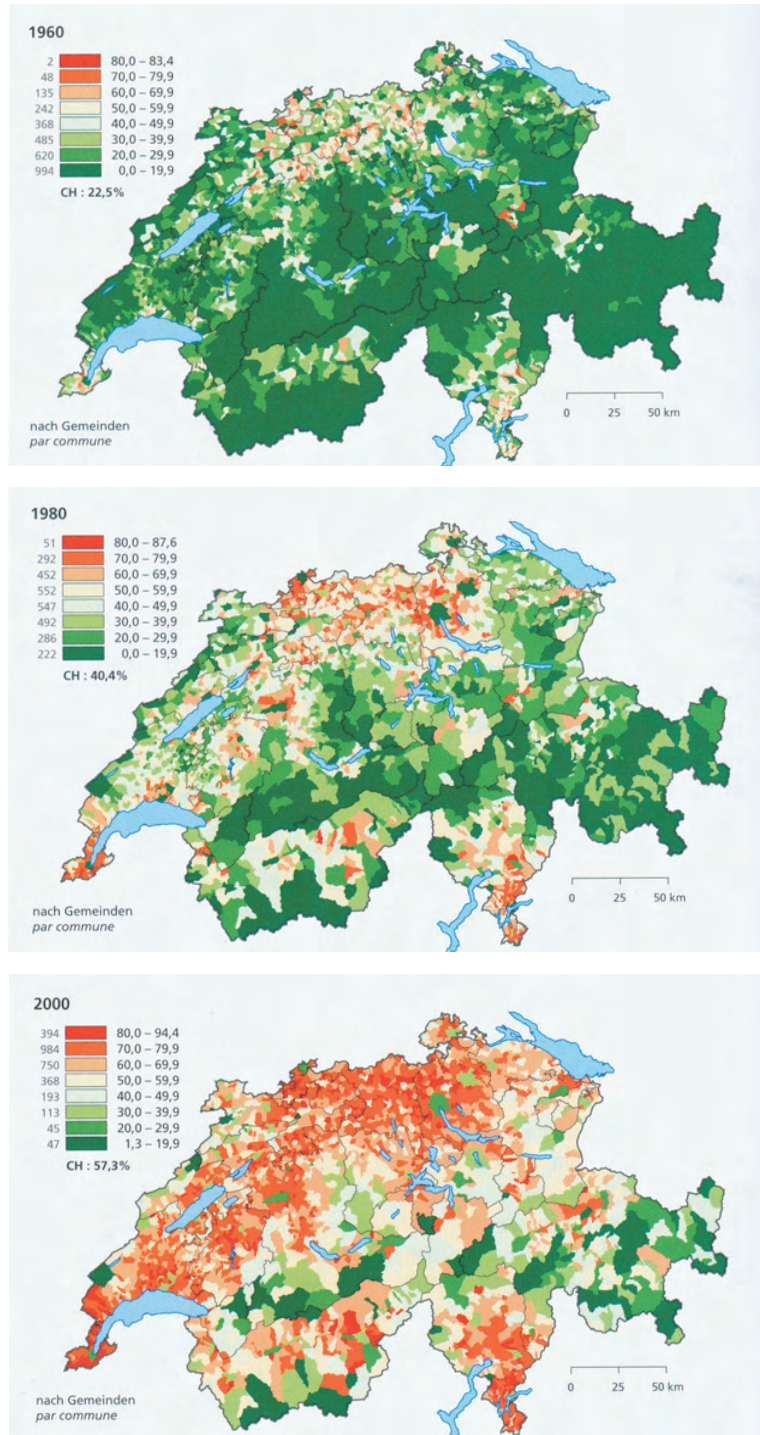 1960
2 80,0 – 83,4
48 70,0 – 79,9
135 60,0 – 69,9
242 50,0 – 59,9
368 40,0 – 49,9
485 30,0 – 39,9
620 20,0 – 29,9
994 0,0 – 19,9
CH : 22,5%
0 25 50 km
nach Gemeinden
par commune
1980
51 80,0 – 87,6
292 70,0 – 79,9
452 60,0 – 69,9
552 50,0 – 59,9
547 40,0 – 49,9
492 30,0 – 39,9
286 20,0 – 29,9
222 0,0 – 19,9
CH : 40,4%
0 25 50 km
nach Gemeinden
par commune
2000
394 80,0 – 94,4
984 70,0 – 79,9
750 60,0 – 69,9
368 50,0 – 59,9
193 40,0 – 49,9
113 30,0 – 39,9
45 20,0 – 29,9
47 1,3 – 19,9
CH : 57,3%
0 25 50 km
nach Gemeinden
par commune